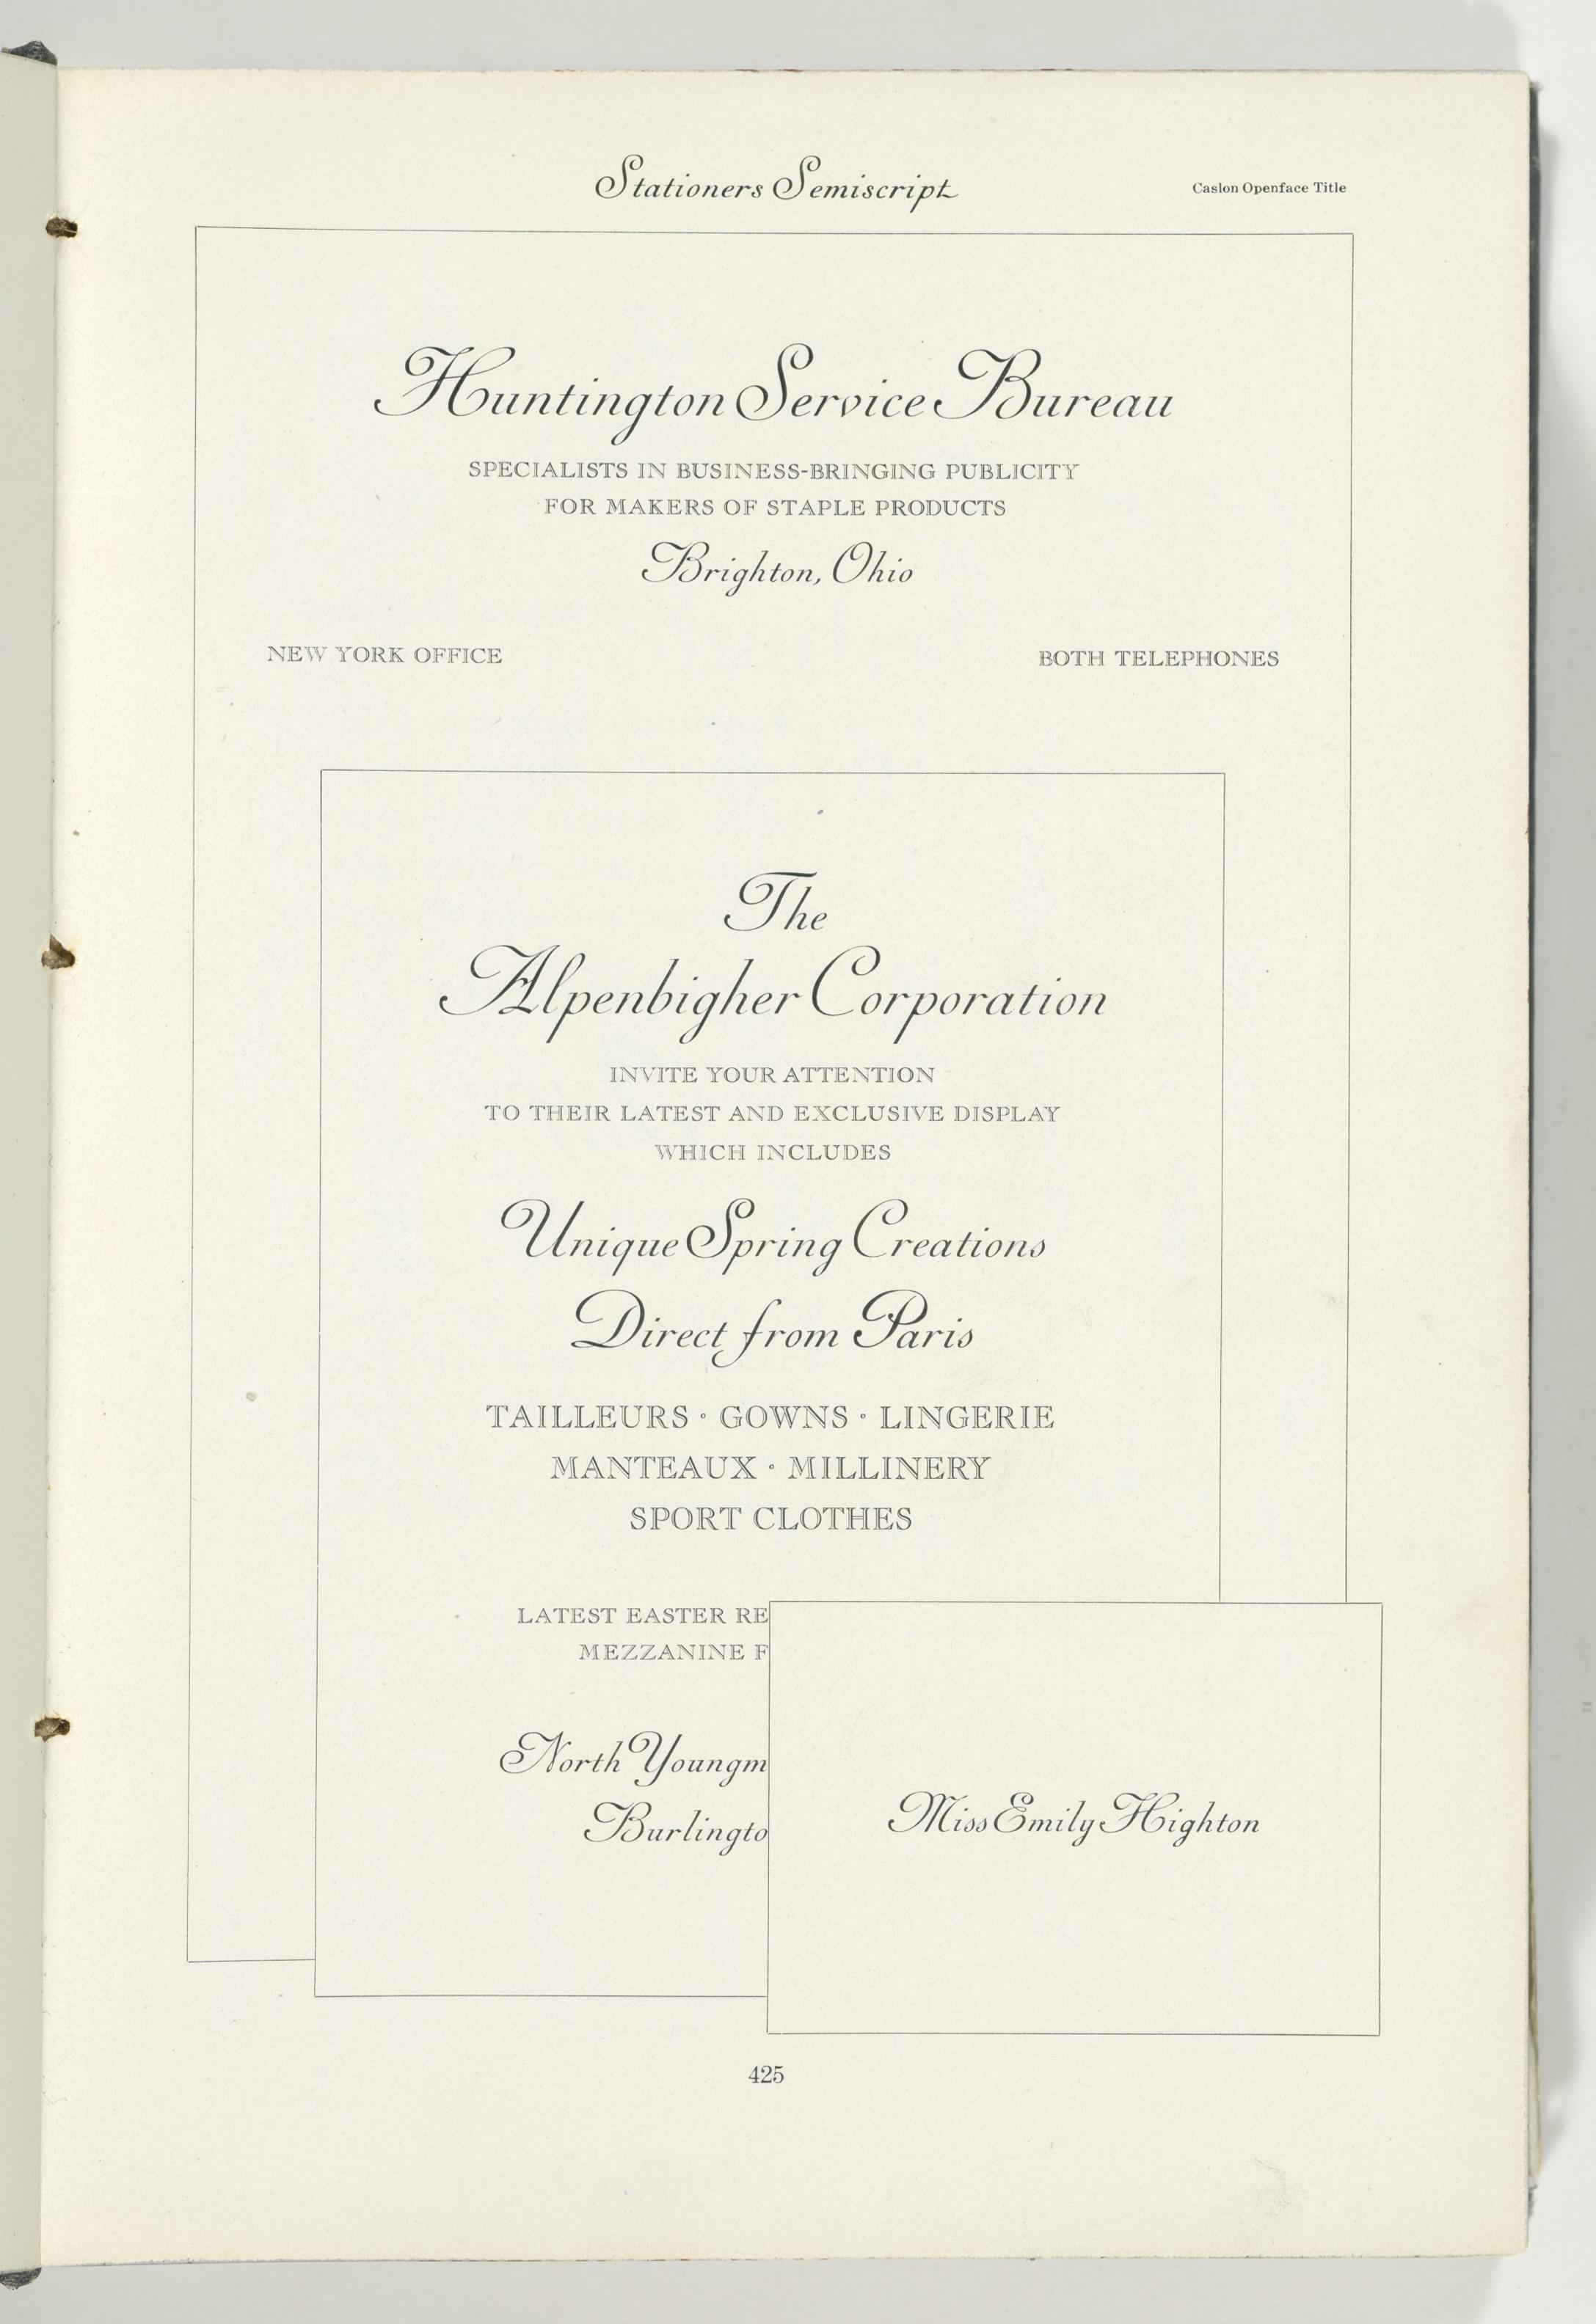 Stationers Semiscript
Caslon Openface Title
Huntington Service Bureau
SPECIALISTS IN BUSINESS-BRINGING PUBLICITY
FOR MAKERS OF STAPLE PRODUCTS
Brighton, Ohio
NEW YORK OFFICE
BOTH TELEPHONES
The
Alpenbigher Corporation
INVITE YOUR ATTENTION
TO THEIR LATEST AND EXCLUSIVE DISPLAY
WHICH INCLUDES
Unique Spring Creations
Direct from Paris
TAILLEURS • GOWNS • LINGERIE
MANTEAUX • MILLINERY
SPORT CLOTHES
LATEST EASTER RE
MEZZANINE F
North Youngm
Burlingto
Miss Emily Highton
425